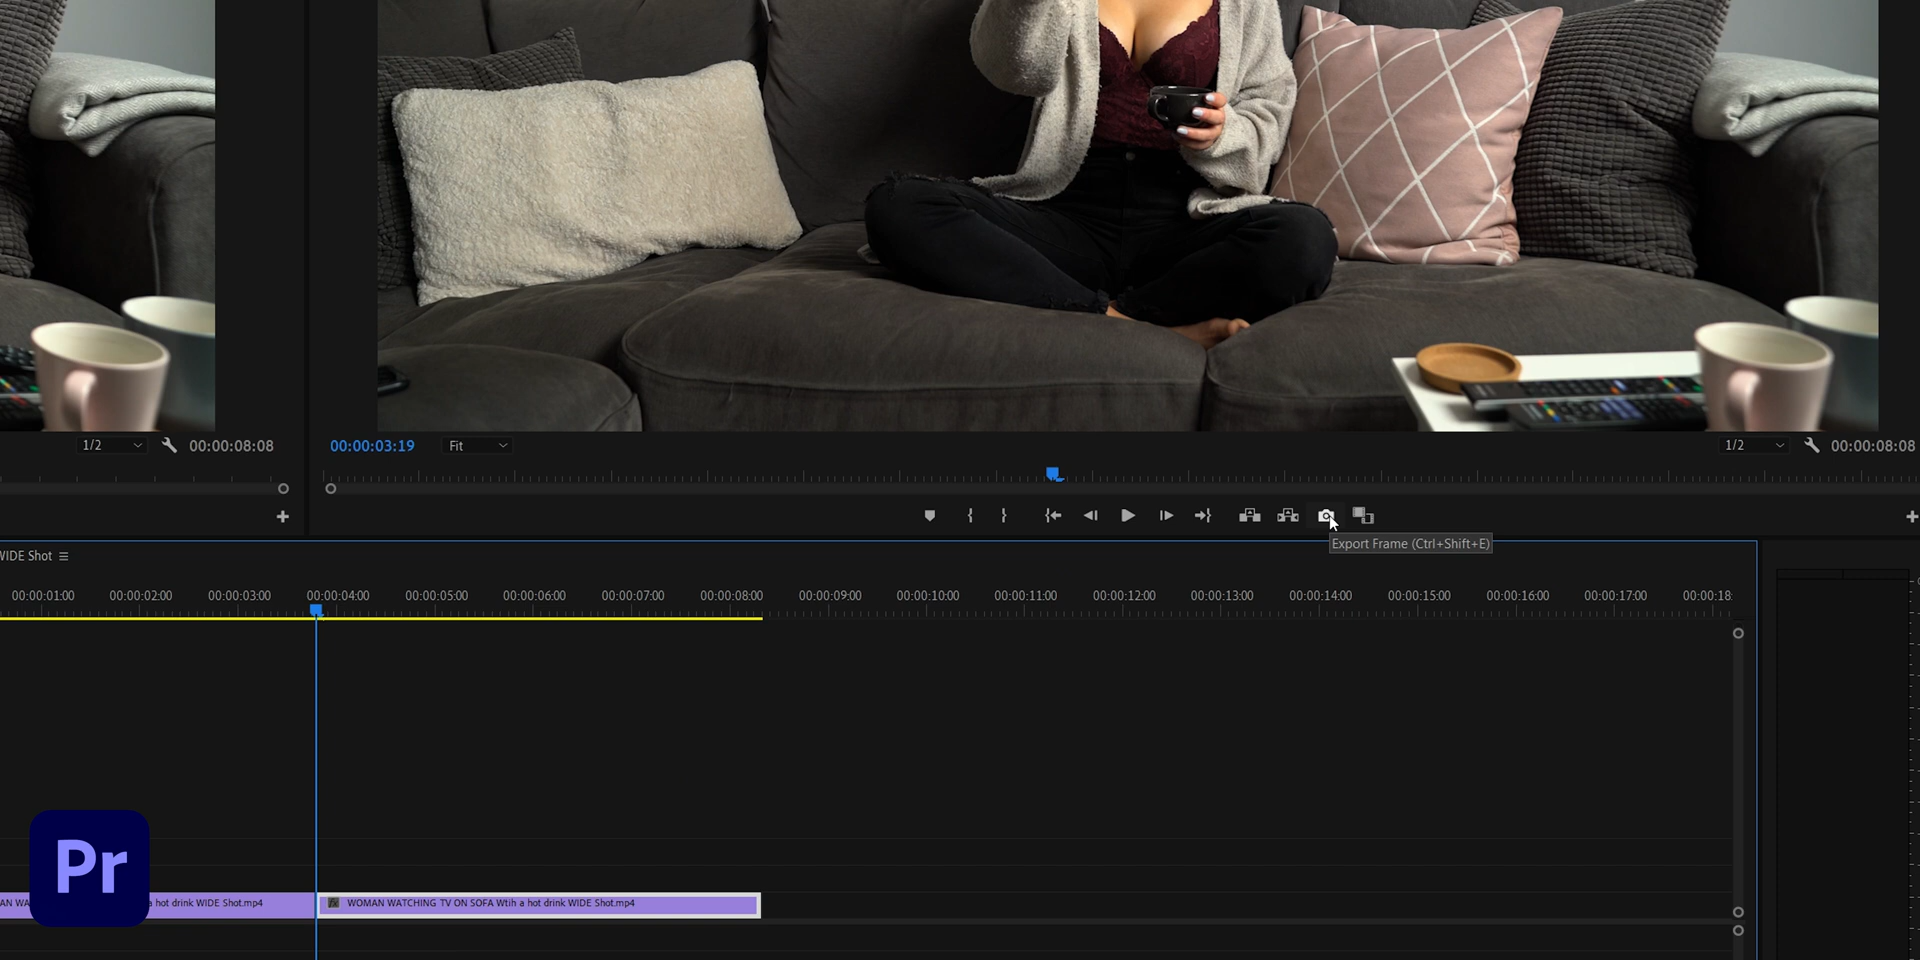 1/2
00:00:08:08
00:00:03:19
Fit
1/2
00:00:08:08
Export Frame (Ctrl+Shift+E)
WIDE Shot
00:00:01:00 00:00:02:00 00:00:03:00 00:00:04:00 00:00:05:00 00:00:06:00 00:00:07:00 00:00:08:00 00:00:09:00 00:00:10:00 00:00:11:00 00:00:12:00 00:00:13:00 00:00:14:00 00:00:15:00 00:00:16:00 00:00:17:00 00:00:18:
Pr
AN WA
a hot drink WIDE Shot.mp4
fx WOMAN WATCHING TV ON SOFA Wtih a hot drink WIDE Shot.mp4